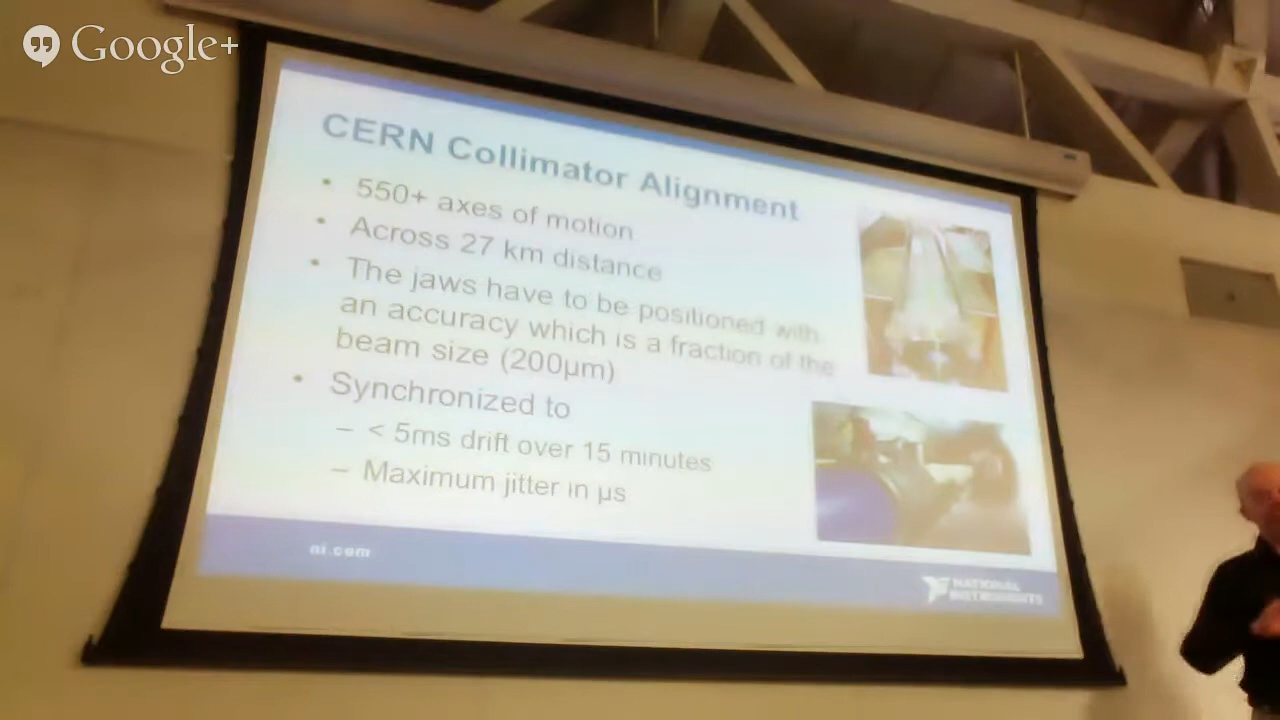 Google+
CERN Collimator Alignment
• 550+ axes of motion
• Across 27 km distance
• The jaws have to be positioned with
an accuracy which is a fraction of the
beam size (200µm)
• Synchronized to
– < 5ms drift over 15 minutes
– Maximum jitter in µs
ni.com
NATIONAL
INSTRUMENTS